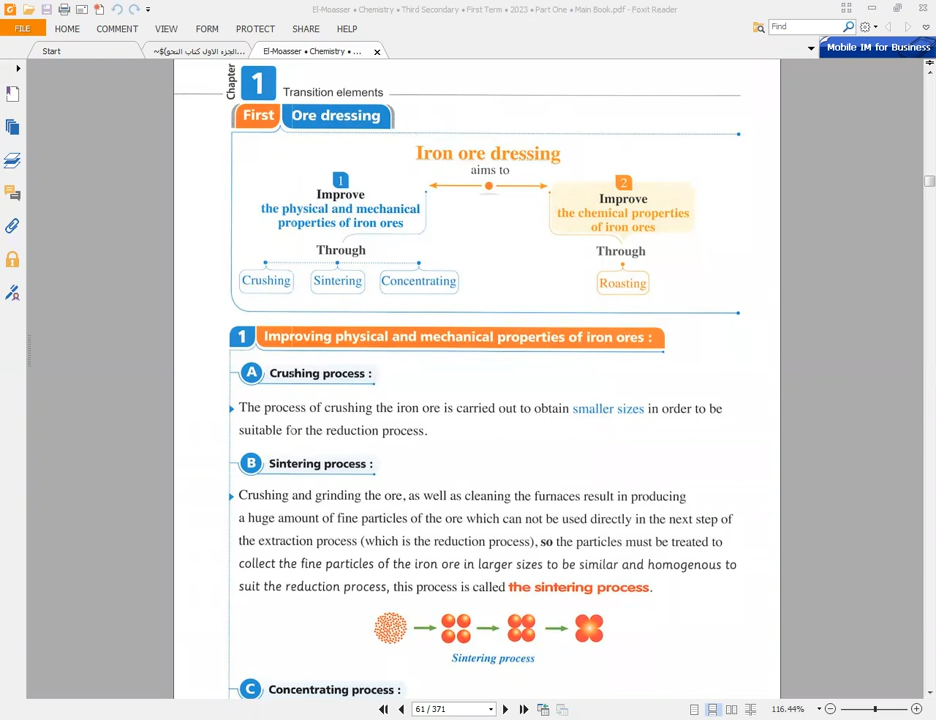 El-Moasser • Chemistry • Third Secondary • First Term • 2023 • Part One • Main Book.pdf - Foxit Reader
FILE HOME COMMENT VIEW FORM PROTECT SHARE HELP
Find
Start
الجزء الاول كتاب النحو)$~...
El-Moasser • Chemistry • ...
Mobile IM for Business
Chapter 1
Transition elements
First Ore dressing
Iron ore dressing
aims to
1
Improve
the physical and mechanical
properties of iron ores
Through
Crushing Sintering Concentrating
2
Improve
the chemical properties
of iron ores
Through
Roasting
1 Improving physical and mechanical properties of iron ores :
A Crushing process :
The process of crushing the iron ore is carried out to obtain smaller sizes in order to be
suitable for the reduction process.
B Sintering process :
Crushing and grinding the ore, as well as cleaning the furnaces result in producing
a huge amount of fine particles of the ore which can not be used directly in the next step of
the extraction process (which is the reduction process), so the particles must be treated to
collect the fine particles of the iron ore in larger sizes to be similar and homogenous to
suit the reduction process, this process is called the sintering process.
Sintering process
C Concentrating process :
61 / 371
116.44%